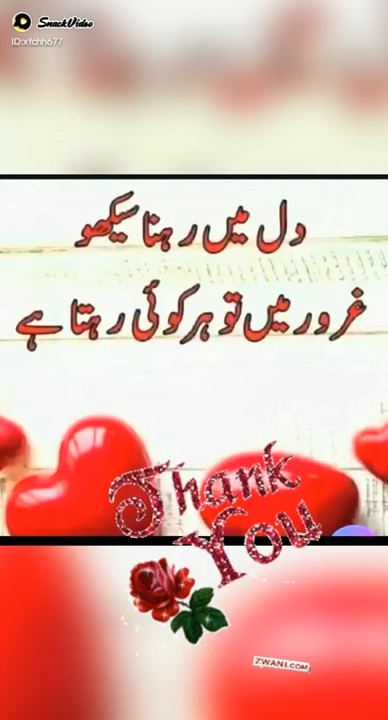 SnackVideo
ID:xfchh677
دل میں رہنا سیکھو
غرور میں تو ہر کوئی رہتا ہے
Thank
You
ZWANI.COM